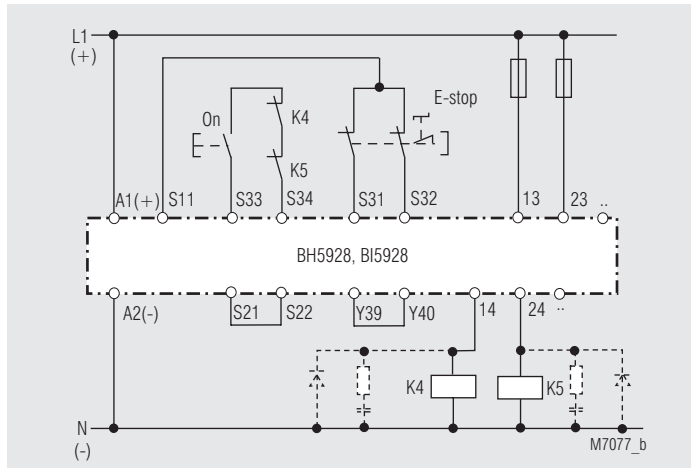 L1
(+)
E-stop
On
K4
K5
A1(+) S11 S33 S34 S31 S32 13 23 ..
BH5928, BI5928
A2(-) S21 S22 Y39 Y40 14 24 ..
K4 K5
N
(-)
M7077_b